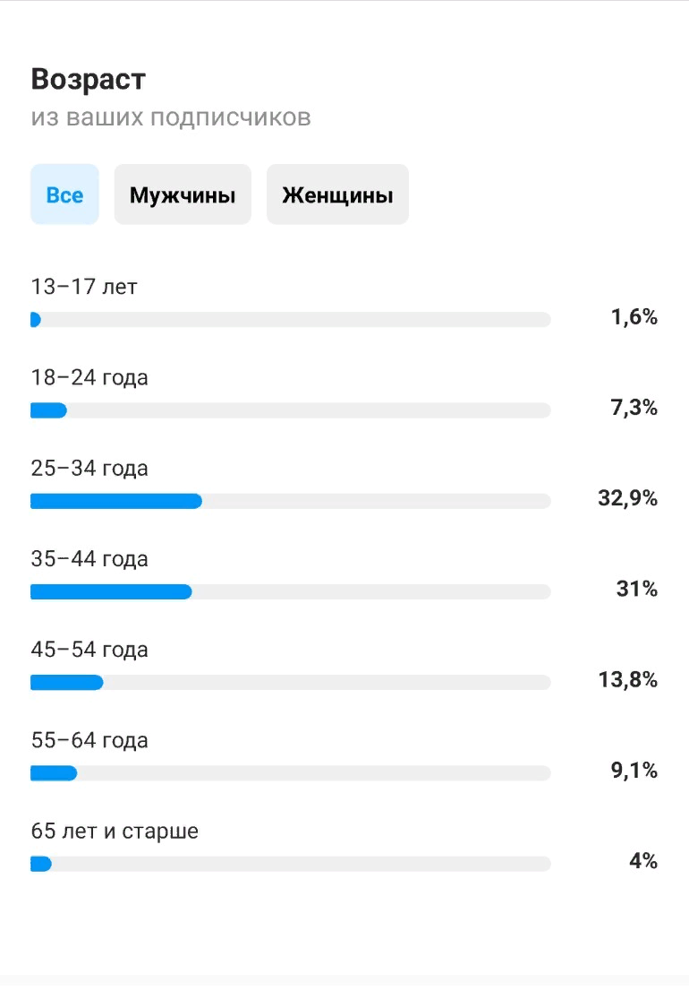 Возраст
из ваших подписчиков
Все Мужчины Женщины
13–17 лет
1,6%
18–24 года
7,3%
25–34 года
32,9%
35–44 года
31%
45–54 года
13,8%
55–64 года
9,1%
65 лет и старше
4%